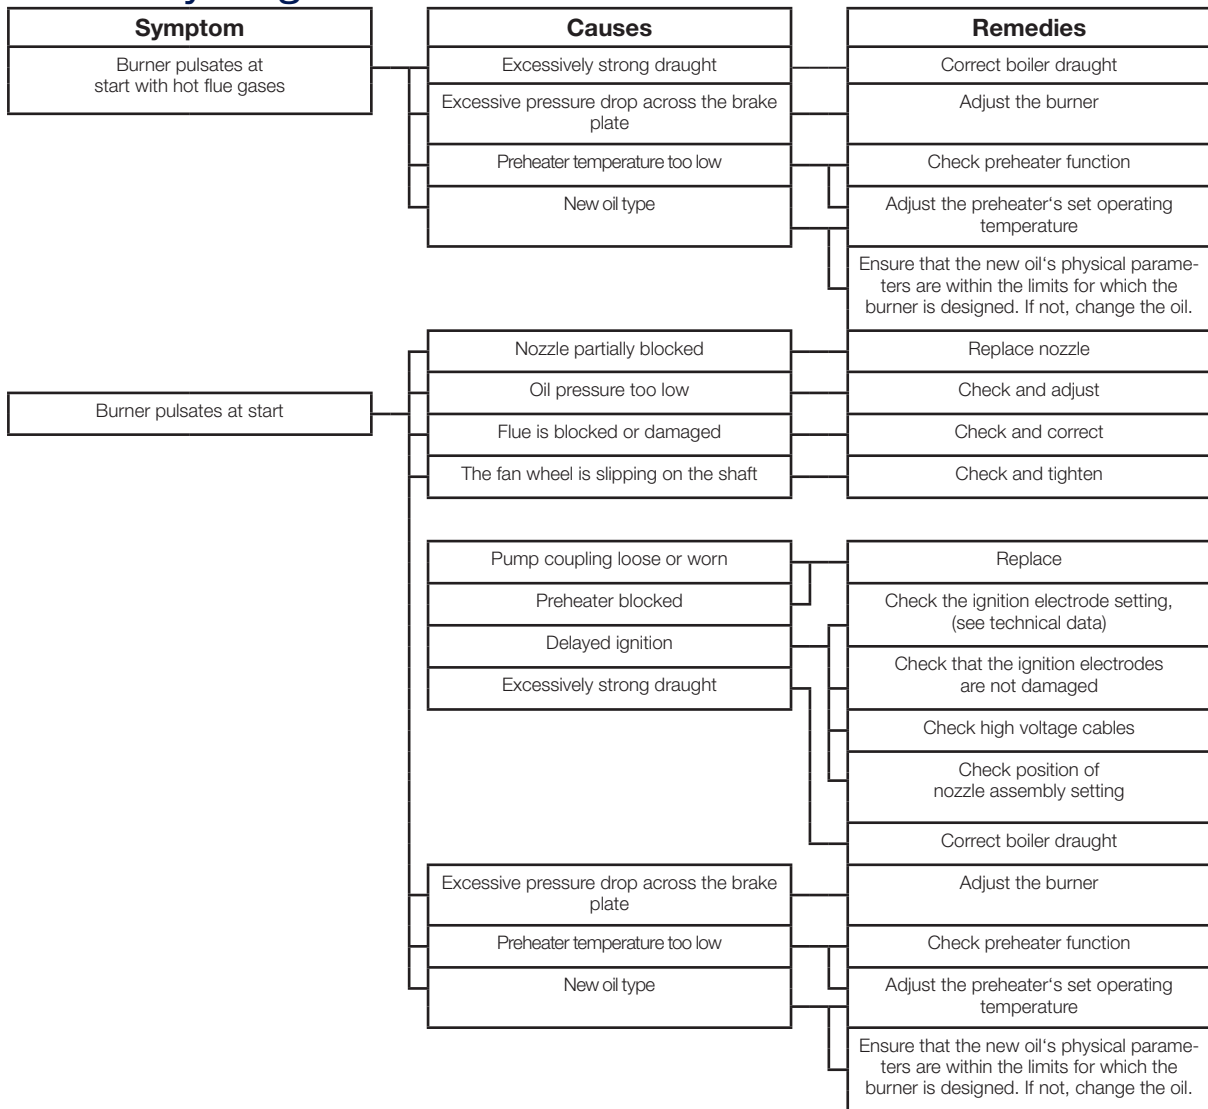 Symptom
Causes
Remedies
Burner pulsates at
start with hot flue gases
Excessively strong draught
Correct boiler draught
Excessive pressure drop across the brake
plate
Adjust the burner
Preheater temperature too low
Check preheater function
New oil type
Adjust the preheater‘s set operating
temperature
Ensure that the new oil‘s physical parame-
ters are within the limits for which the
burner is designed. If not, change the oil.
Burner pulsates at start
Nozzle partially blocked
Replace nozzle
Oil pressure too low
Check and adjust
Flue is blocked or damaged
Check and correct
The fan wheel is slipping on the shaft
Check and tighten
Pump coupling loose or worn
Replace
Preheater blocked
Check the ignition electrode setting,
(see technical data)
Delayed ignition
Check that the ignition electrodes
are not damaged
Excessively strong draught
Check high voltage cables
Check position of
nozzle assembly setting
Correct boiler draught
Excessive pressure drop across the brake
plate
Adjust the burner
Preheater temperature too low
Check preheater function
New oil type
Adjust the preheater‘s set operating
temperature
Ensure that the new oil‘s physical parame-
ters are within the limits for which the
burner is designed. If not, change the oil.